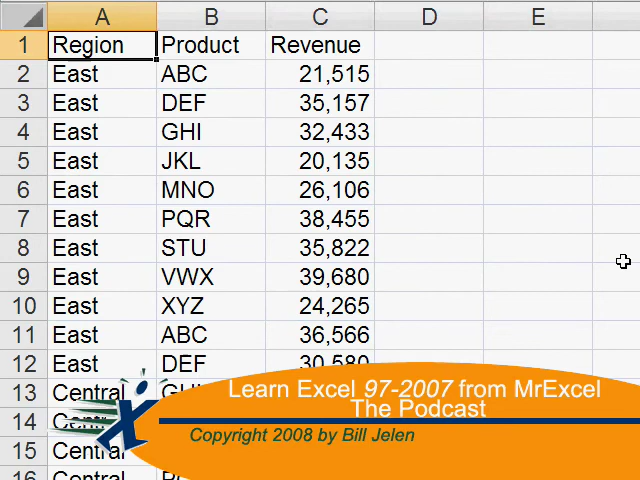 A B C D E
1 Region Product Revenue
2 East ABC 21,515
3 East DEF 35,157
4 East GHI 32,433
5 East JKL 20,135
6 East MNO 26,106
7 East PQR 38,455
8 East STU 35,822
9 East VWX 39,680
10 East XYZ 24,265
11 East ABC 36,566
12 East DEF 30,580
13 Central
14 Central
15 Central
16 Central
Learn Excel 97-2007 from MrExcel
The Podcast
Copyright 2008 by Bill Jelen